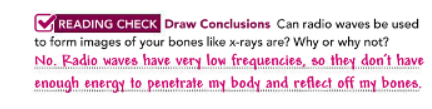 READING CHECK Draw Conclusions Can radio waves be used
to form images of your bones like x-rays are? Why or why not?
No. Radio waves have very low frequencies, so they don't have
enough energy to penetrate my body and reflect off my bones.